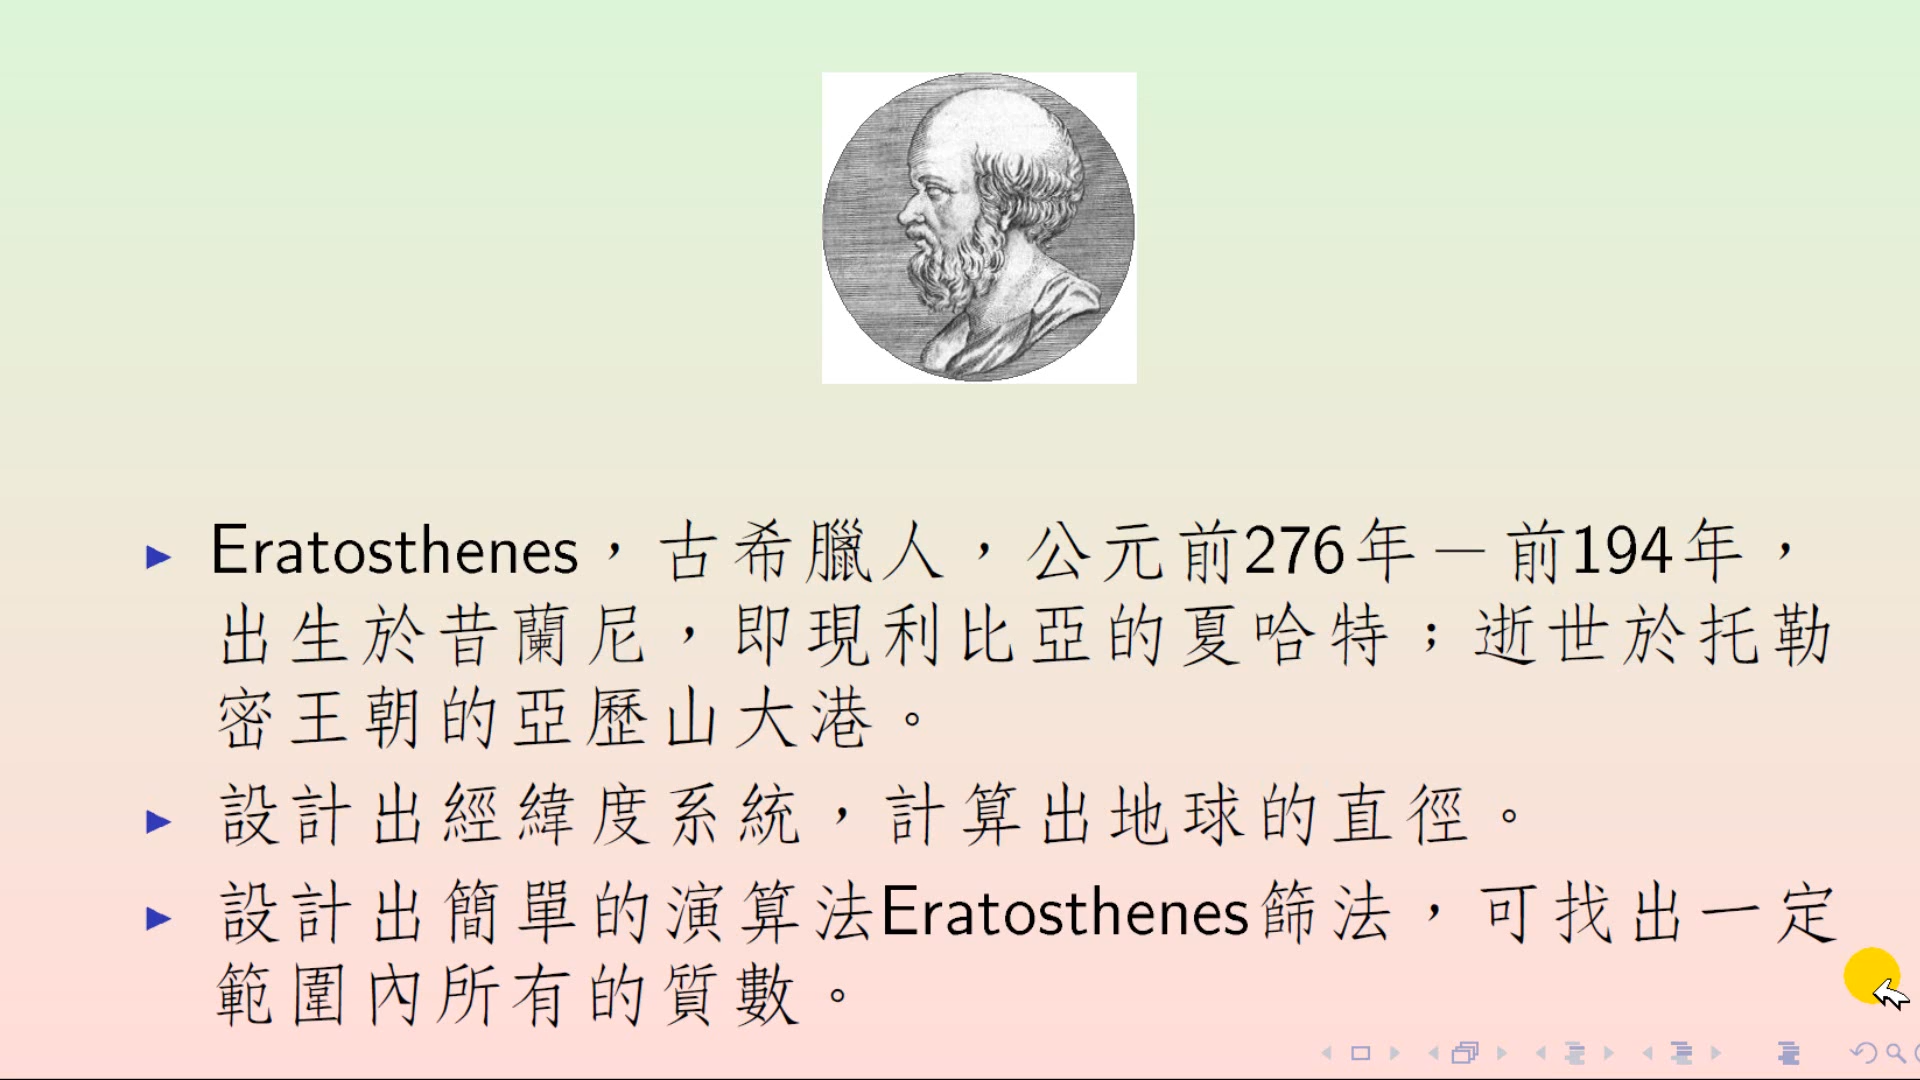 Eratosthenes，古希臘人，公元前276年－前194年，
出生於昔蘭尼，即現利比亞的夏哈特；逝世於托勒
密王朝的亞歷山大港。
設計出經緯度系統，計算出地球的直徑。
設計出簡單的演算法Eratosthenes篩法，可找出一定
範圍內所有的質數。